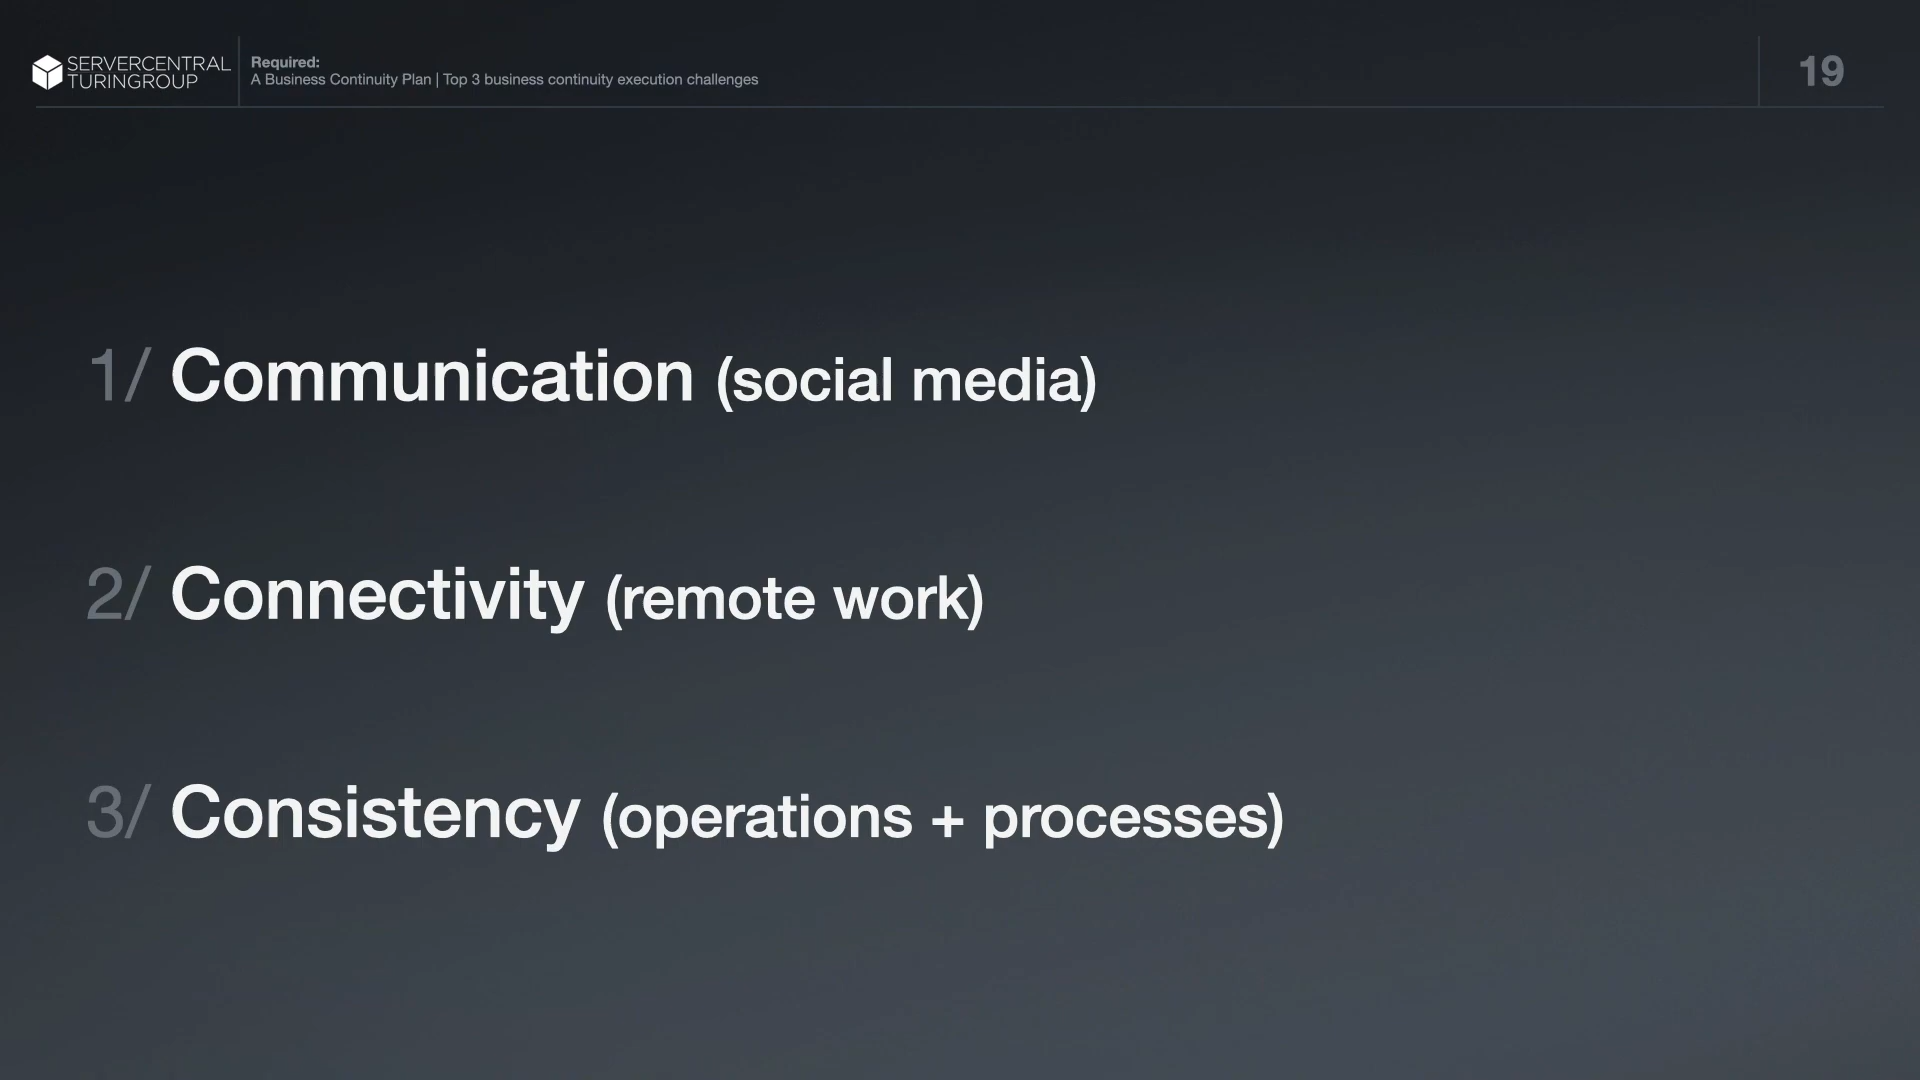 SERVERCENTRAL
TURINGROUP
Required:
A Business Continuity Plan | Top 3 business continuity execution challenges
19
1/ Communication (social media)
2/ Connectivity (remote work)
3/ Consistency (operations + processes)